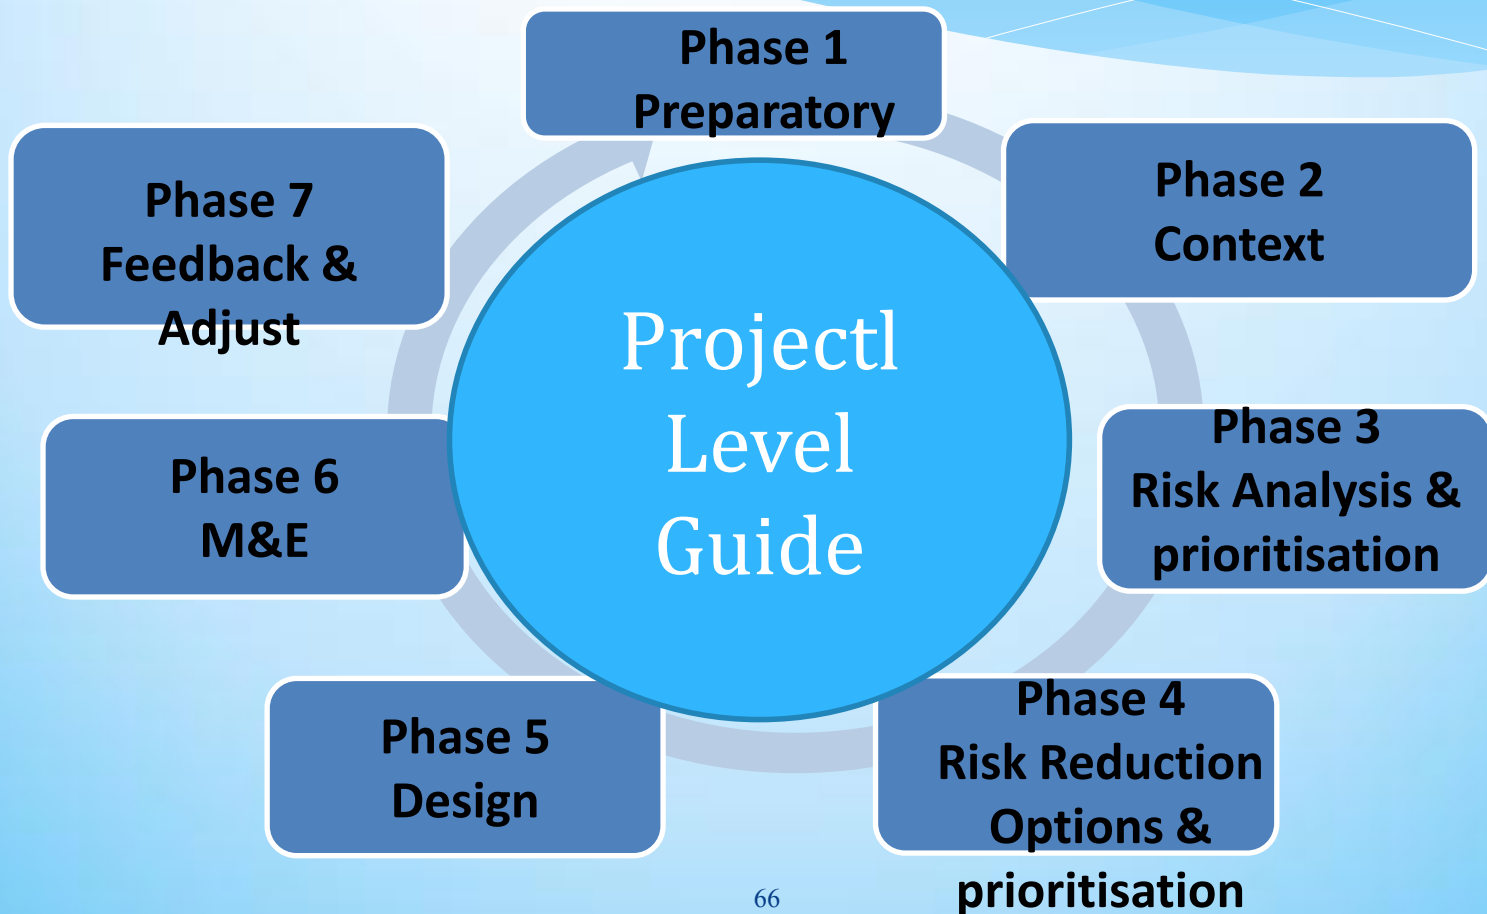 Phase 1
Preparatory
Phase 2
Context
Phase 3
Risk Analysis &
prioritisation
Phase 4
Risk Reduction
Options &
prioritisation
Phase 5
Design
Phase 6
M&E
Phase 7
Feedback &
Adjust
Projectl
Level
Guide
66